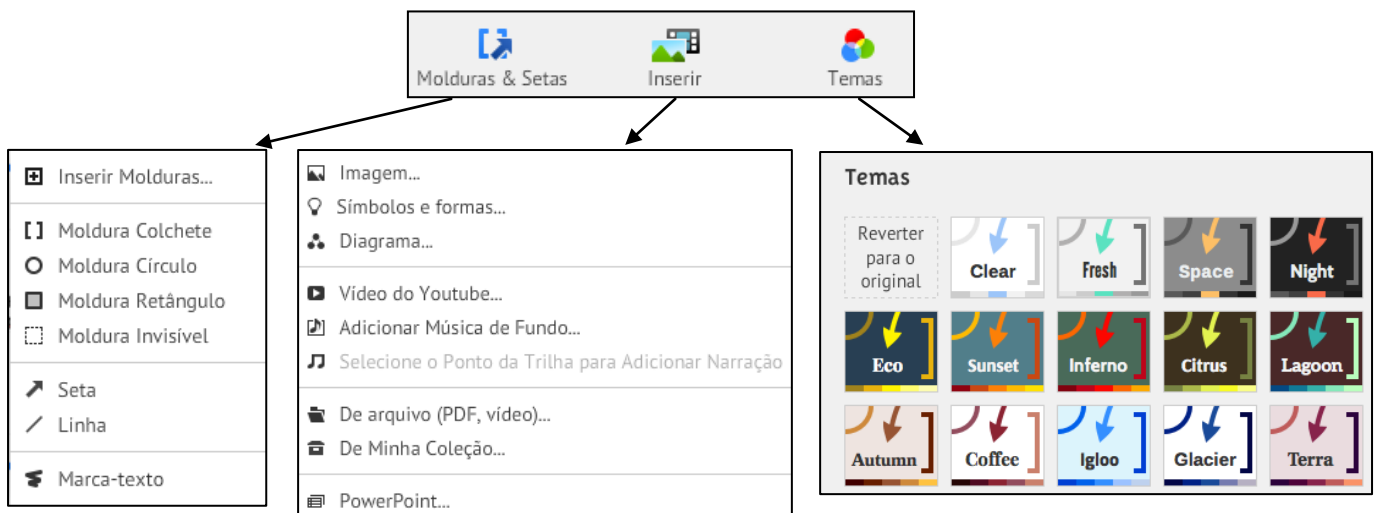 Molduras & Setas
Inserir
Temas
Inserir Molduras...
Moldura Colchete
Moldura Círculo
Moldura Retângulo
Moldura Invisível
Seta
Linha
Marca-texto
Imagem...
Símbolos e formas...
Diagrama...
Vídeo do Youtube...
Adicionar Música de Fundo...
Selecione o Ponto da Trilha para Adicionar Narração
De arquivo (PDF, vídeo)...
De Minha Coleção...
PowerPoint...
Temas
Reverter
para o
original
Clear
Fresh
Space
Night
Eco
Sunset
Inferno
Citrus
Lagoon
Autumn
Coffee
Igloo
Glacier
Terra